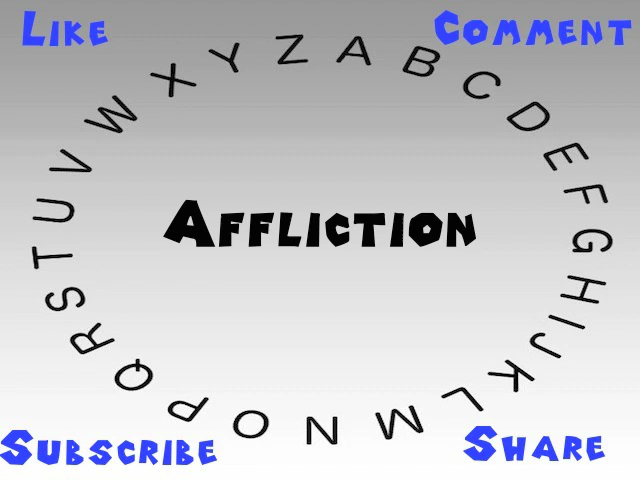 Like
Comment
A B C D E F G H I J K L M N O P Q R S T U V W X Y Z
Affliction
Subscribe
Share